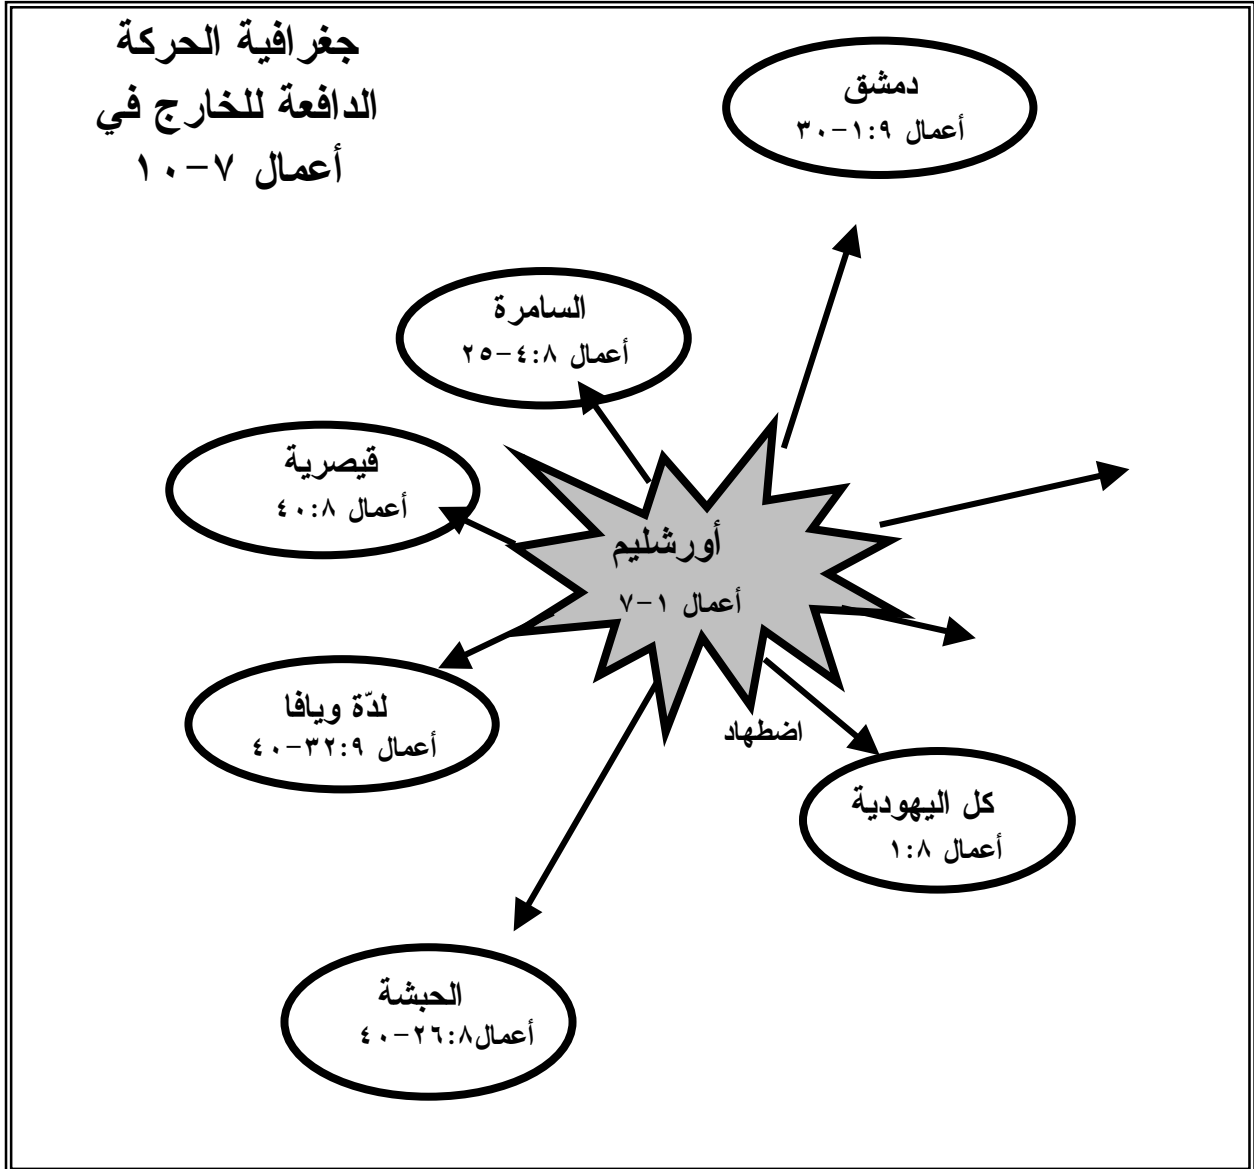 جغرافية الحركة
الدافعة للخارج في
أعمال ٧-١٠
دمشق
أعمال ١:٩-٣٠
السامرة
أعمال ٤:٨-٢٥
قيصرية
أعمال ٤٠:٨
أورشليم
أعمال ١-٧
لدّة ويافا
أعمال ٣٢:٩-٤٠
اضطهاد
كل اليهودية
أعمال ١:٨
الحبشة
أعمال٢٦:٨-٤٠